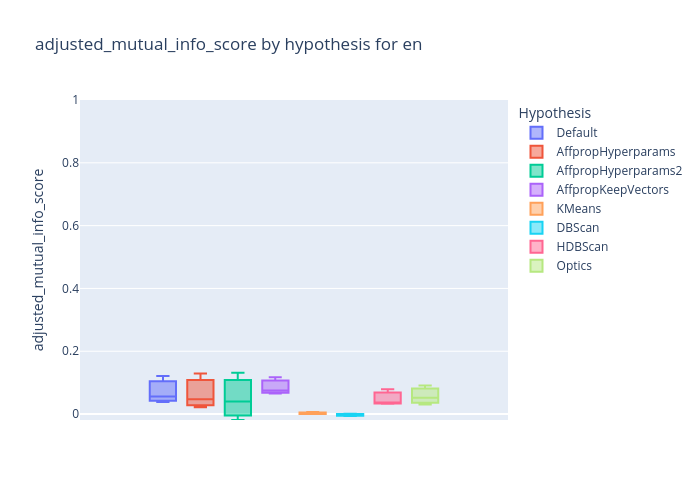 adjusted_mutual_info_score by hypothesis for en
1
0.8
0.6
0.4
0.2
0
adjusted_mutual_info_score
Hypothesis
Default
AffpropHyperparams
AffpropHyperparams2
AffpropKeepVectors
KMeans
DBScan
HDBScan
Optics